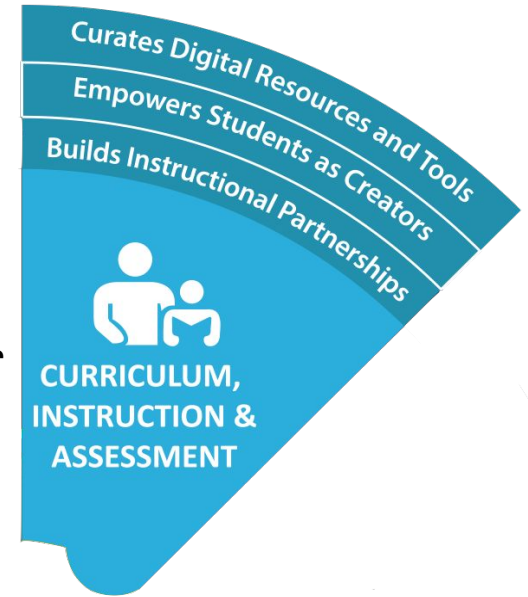 Curates Digital Resources and Tools
Empowers Students as Creators
Builds Instructional Partnerships
CURRICULUM,
INSTRUCTION &
ASSESSMENT